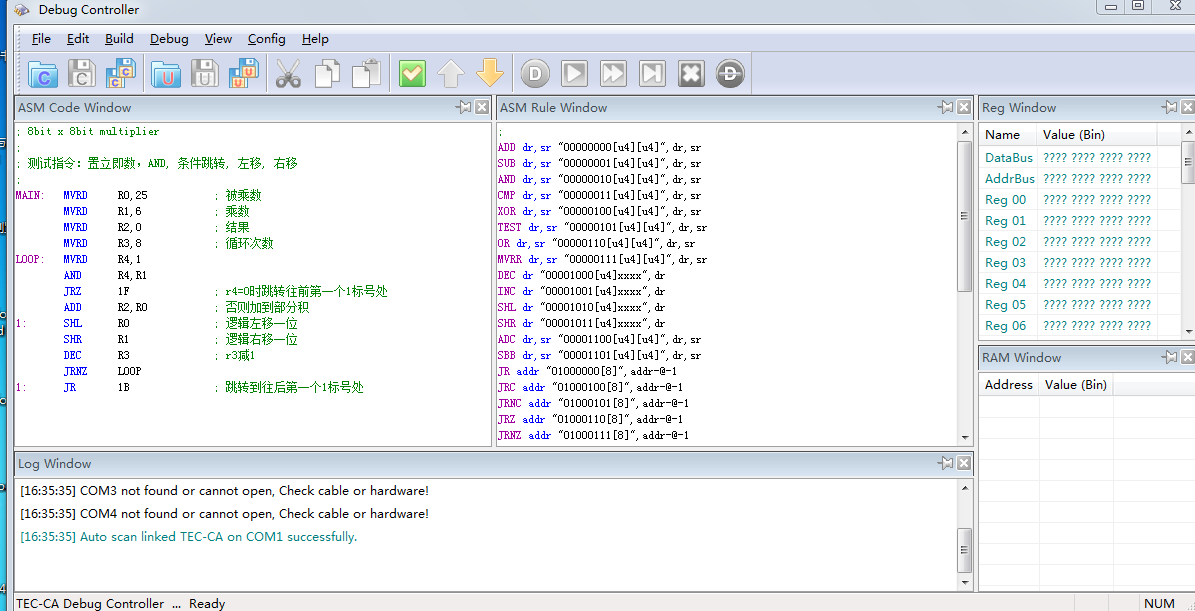 Debug Controller
File Edit Build Debug View Config Help
ASM Code Window
; 8bit x 8bit multiplier
;
; 测试指令：置立即数，AND, 条件跳转, 左移, 右移
;
MAIN: MVRD R0,25 ; 被乘数
MVRD R1,6 ; 乘数
MVRD R2,0 ; 结果
MVRD R3,8 ; 循环次数
LOOP: MVRD R4,1
AND R4,R1
JRZ 1F ; r4=0时跳转往前第一个1标号处
ADD R2,R0 ; 否则加到部分积
1: SHL R0 ; 逻辑左移一位
SHR R1 ; 逻辑右移一位
DEC R3 ; r3减1
JRNZ LOOP
1: JR 1B ; 跳转到往后第一个1标号处
ASM Rule Window
;
ADD dr,sr "00000000[u4][u4]",dr,sr
SUB dr,sr "00000001[u4][u4]",dr,sr
AND dr,sr "00000010[u4][u4]",dr,sr
CMP dr,sr "00000011[u4][u4]",dr,sr
XOR dr,sr "00000100[u4][u4]",dr,sr
TEST dr,sr "00000101[u4][u4]",dr,sr
OR dr,sr "00000110[u4][u4]",dr,sr
MVRR dr,sr "00000111[u4][u4]",dr,sr
DEC dr "00001000[u4]xxxx",dr
INC dr "00001001[u4]xxxx",dr
SHL dr "00001010[u4]xxxx",dr
SHR dr "00001011[u4]xxxx",dr
ADC dr,sr "00001100[u4][u4]",dr,sr
SBB dr,sr "00001101[u4][u4]",dr,sr
JR addr "01000000[8]",addr-@-1
JRC addr "01000100[8]",addr-@-1
JRNC addr "01000101[8]",addr-@-1
JRZ addr "01000110[8]",addr-@-1
JRNZ addr "01000111[8]",addr-@-1
Reg Window
Name Value (Bin)
DataBus ???? ???? ???? ????
AddrBus ???? ???? ???? ????
Reg 00 ???? ???? ???? ????
Reg 01 ???? ???? ???? ????
Reg 02 ???? ???? ???? ????
Reg 03 ???? ???? ???? ????
Reg 04 ???? ???? ???? ????
Reg 05 ???? ???? ???? ????
Reg 06 ???? ???? ???? ????
RAM Window
Address Value (Bin)
Log Window
[16:35:35] COM3 not found or cannot open, Check cable or hardware!
[16:35:35] COM4 not found or cannot open, Check cable or hardware!
[16:35:35] Auto scan linked TEC-CA on COM1 successfully.
TEC-CA Debug Controller ... Ready
NUM